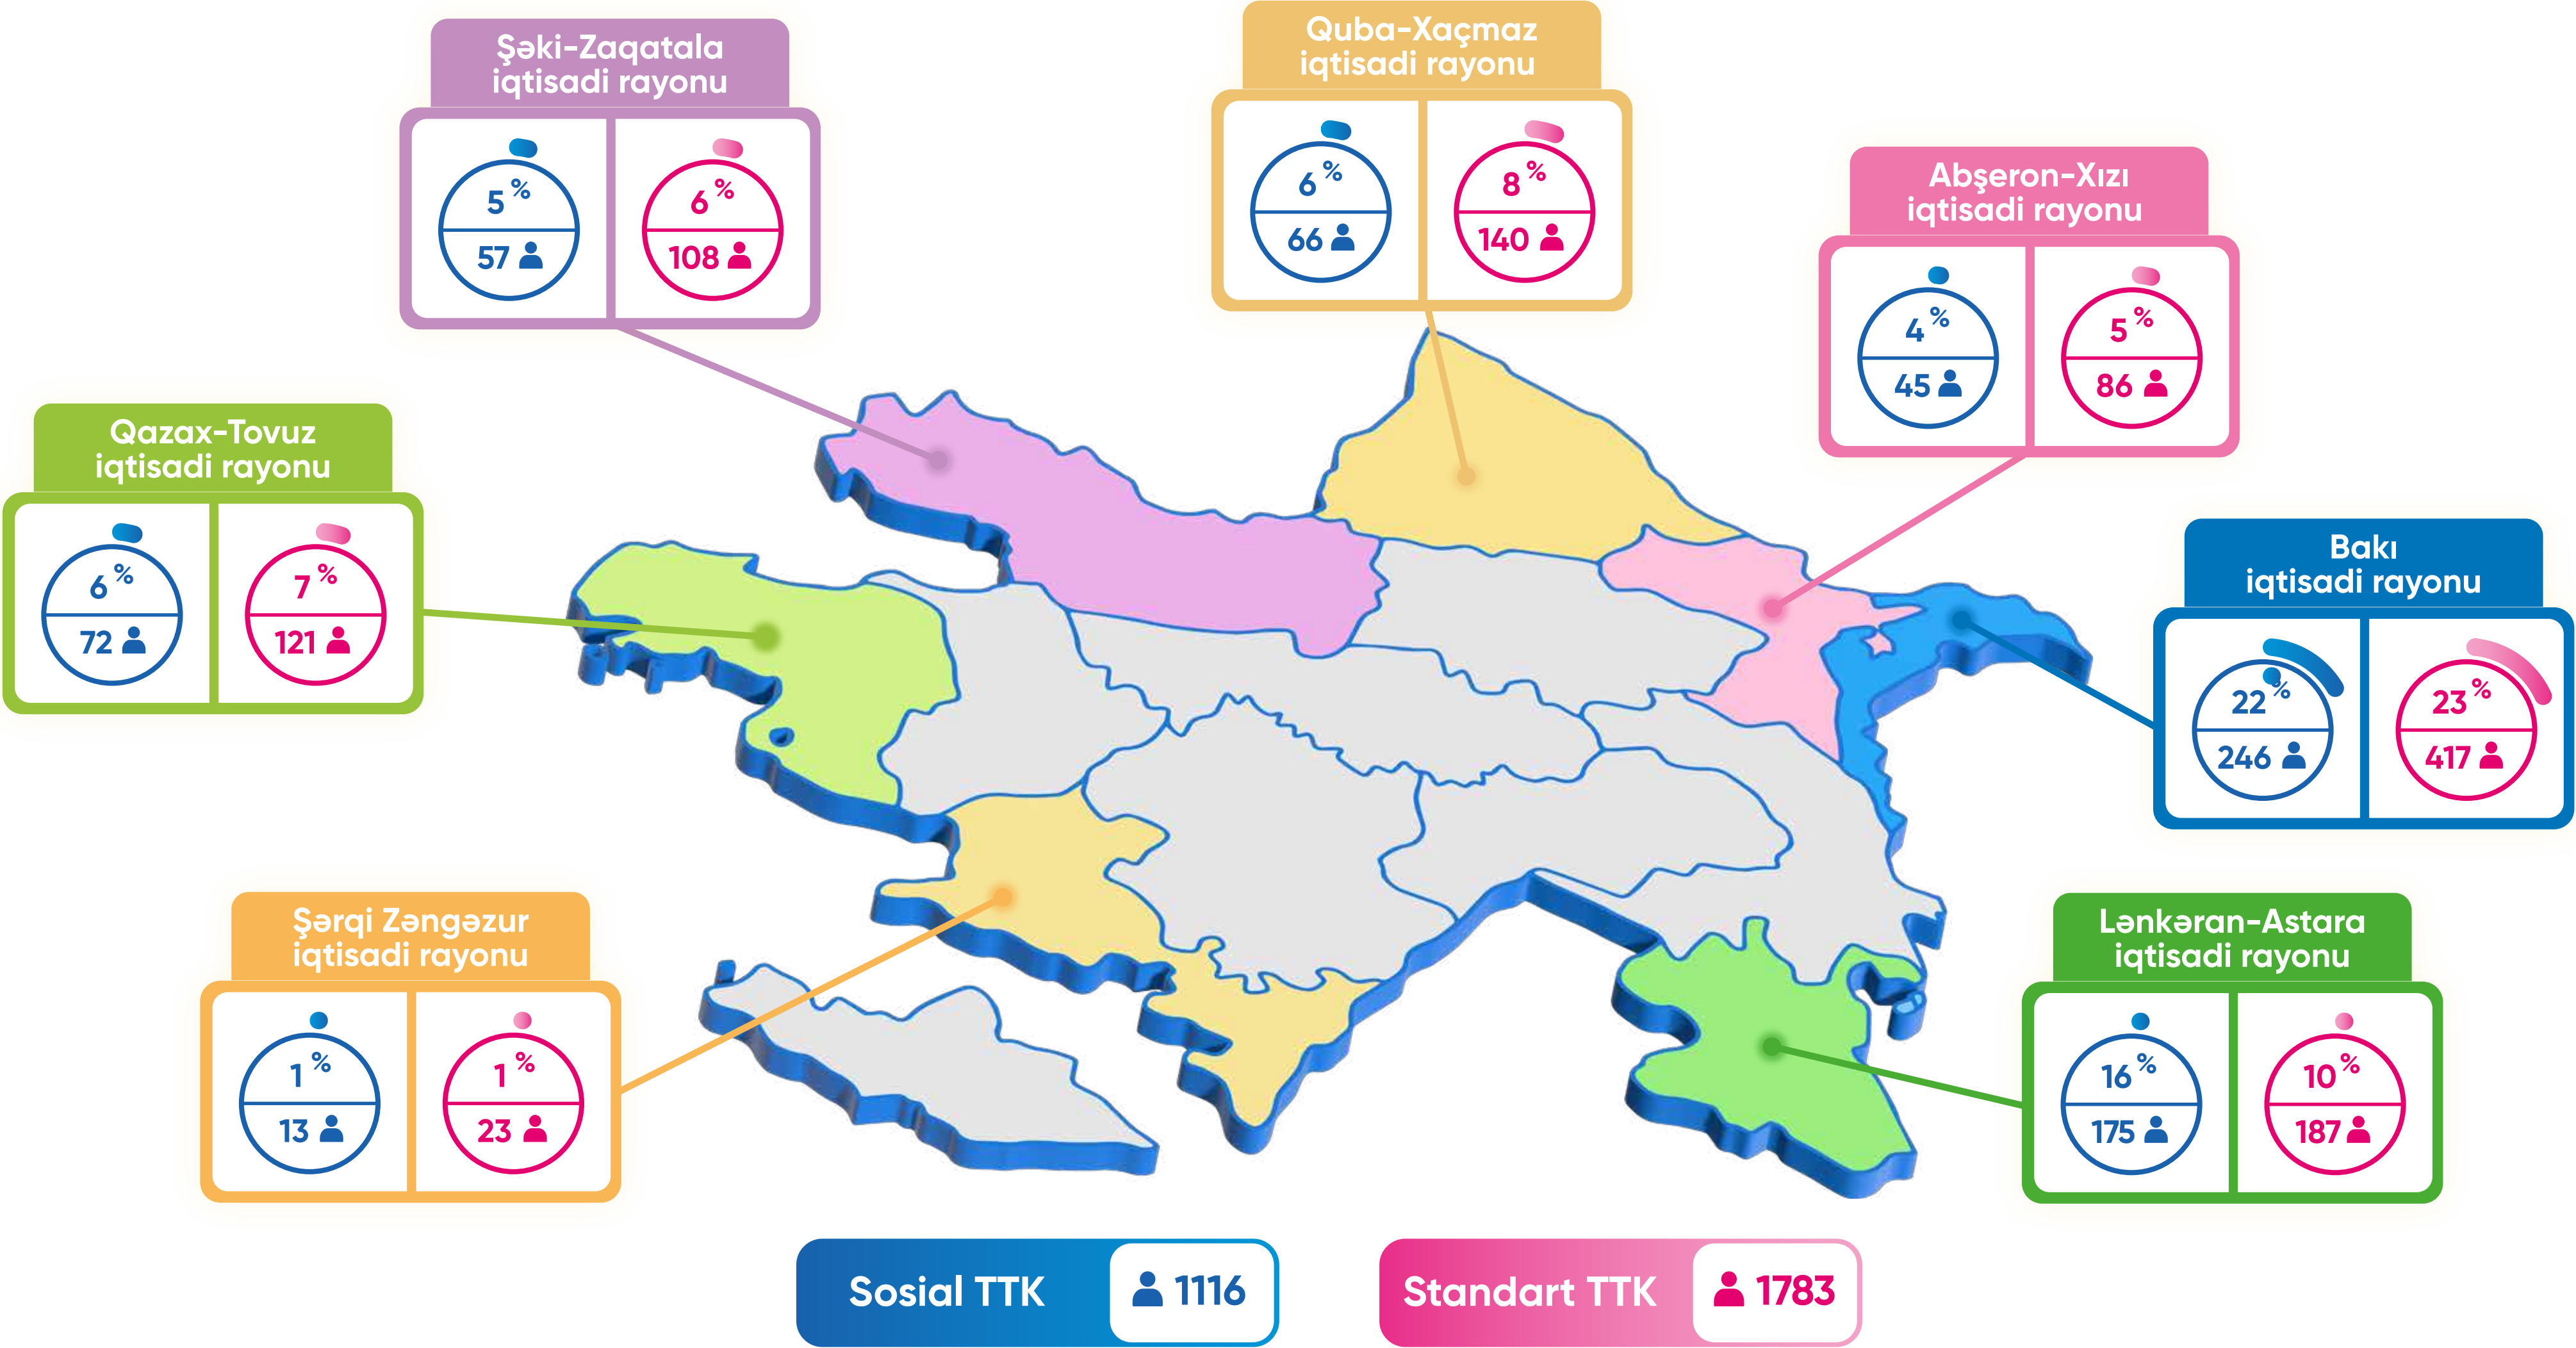 Şəki-Zaqatala
iqtisadi rayonu
5 %
57
6 %
108
Quba-Xaçmaz
iqtisadi rayonu
6 %
66
8 %
140
Abşeron-Xızı
iqtisadi rayonu
4 %
45
5 %
86
Qazax-Tovuz
iqtisadi rayonu
6 %
72
7 %
121
Bakı
iqtisadi rayonu
22 %
246
23 %
417
Şərqi Zəngəzur
iqtisadi rayonu
1 %
13
1 %
23
Lənkəran-Astara
iqtisadi rayonu
16 %
175
10 %
187
Sosial TTK 1116
Standart TTK 1783